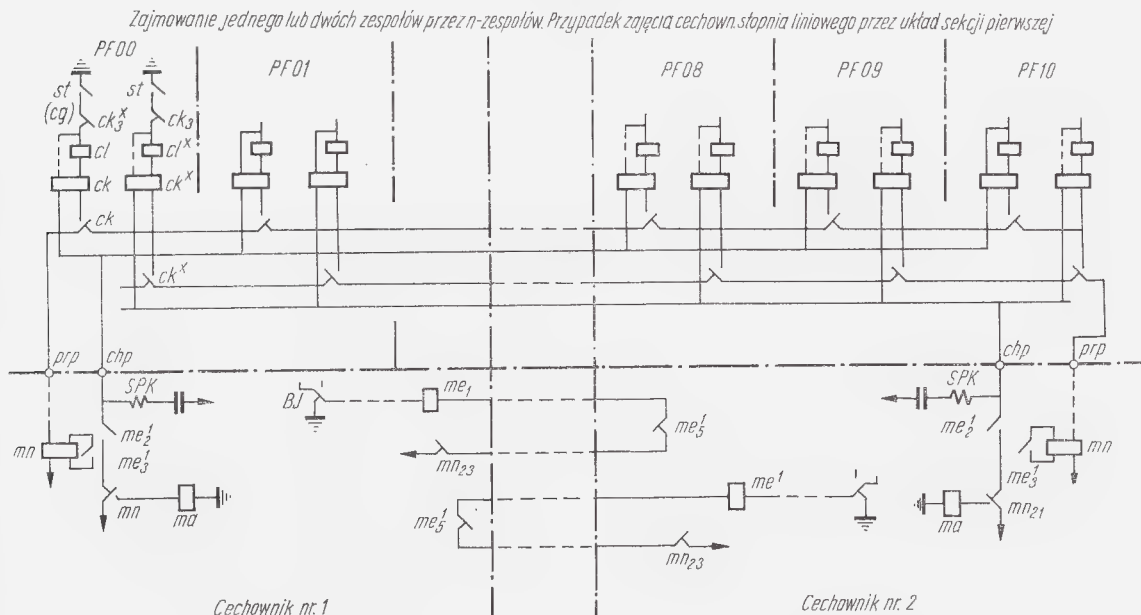 Zajmowanie jednego lub dwóch zespołów przez n-zespołów. Przypadek zajęcia cechown. stopnia liniowego przez układ sekcji pierwszej
PF00
PF01
PF08
PF09
PF10
st
(cg)
st
ck₃ˣ
ck₃
cl
clˣ
ck
ckˣ
ck
ckˣ
prp
chp
chp
prp
SPK
BJ
me₁
SPK
me₂¹
me₅¹
me₂¹
mn
me₃¹
mn₂₃
me₃¹
mn
mn
ma
me₅¹
me¹
ma
mn₂₁
mn₂₃
Cechownik nr. 1
Cechownik nr. 2